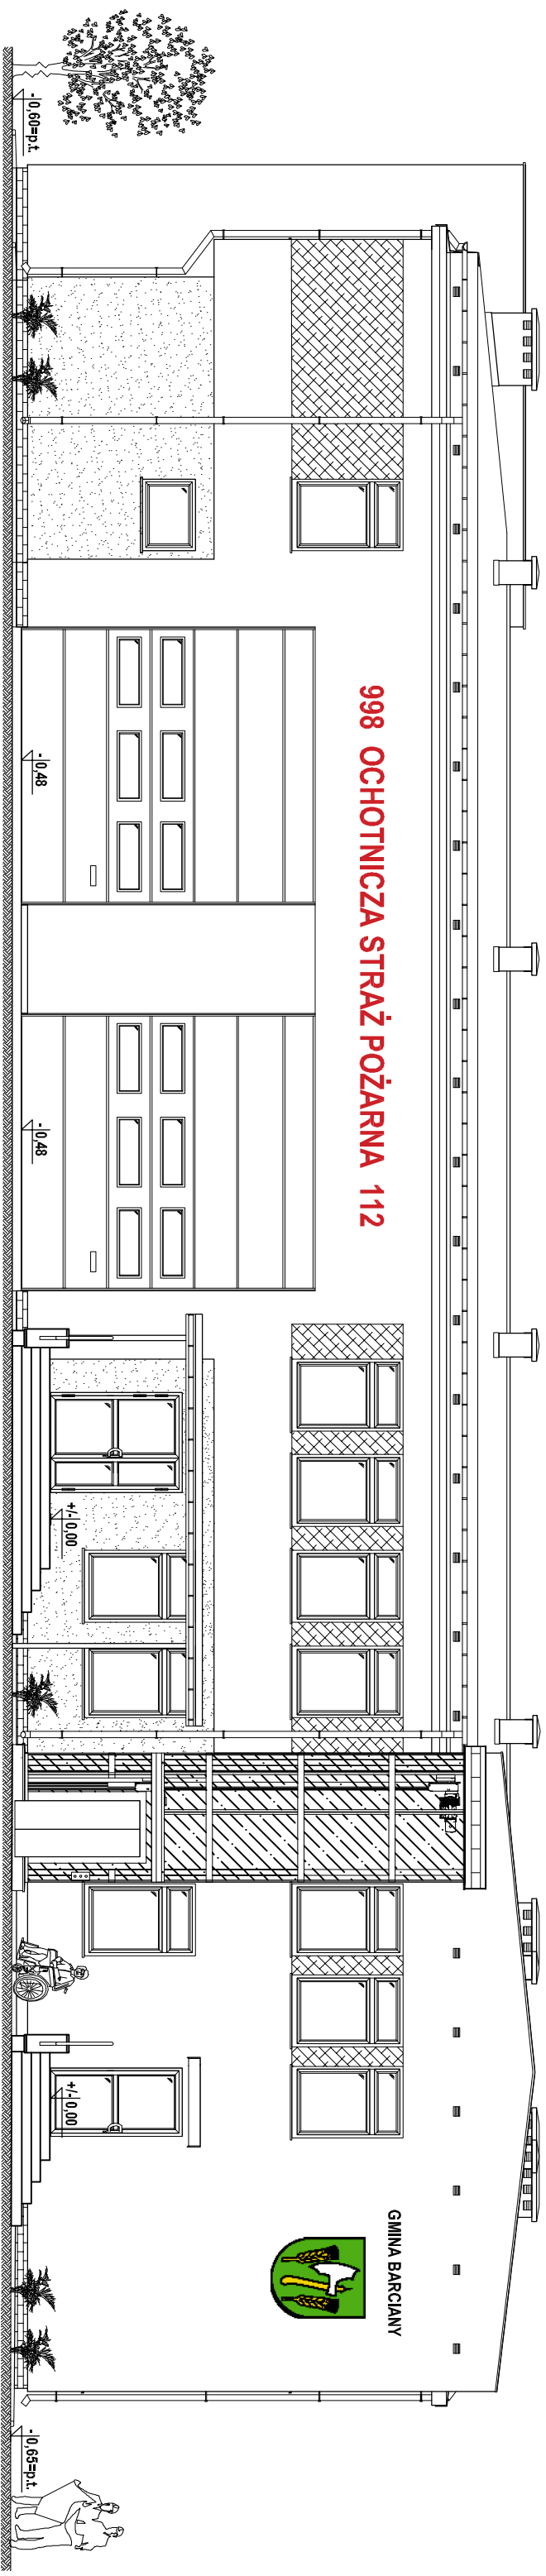 998 OCHOTNICZA STRAŻ POŻARNA 112
GMINA BARCIANY
- 0,60=p.t.
- 0,48
- 0,48
+/- 0,00
+/- 0,00
- 0,65=p.t.